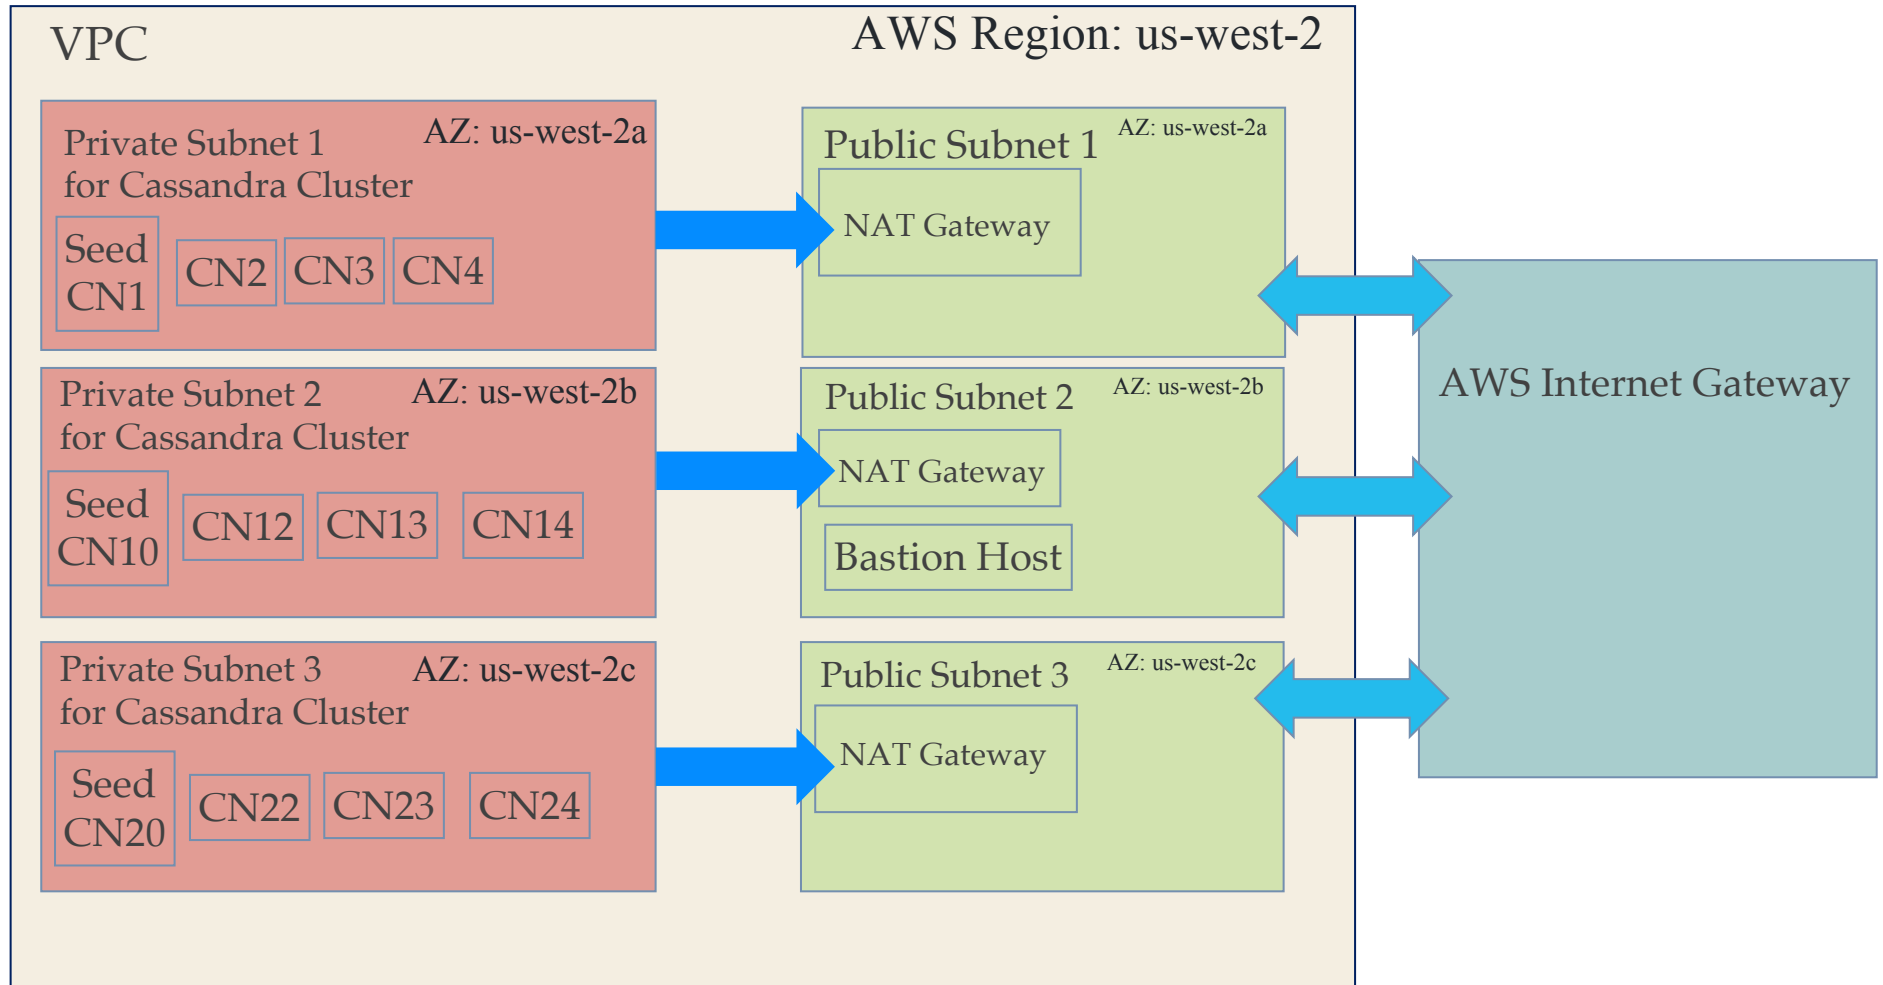 VPC
AWS Region: us-west-2
Private Subnet 1
for Cassandra Cluster
AZ: us-west-2a
Seed
CN1
CN2
CN3
CN4
Public Subnet 1
AZ: us-west-2a
NAT Gateway
Private Subnet 2
for Cassandra Cluster
AZ: us-west-2b
Seed
CN10
CN12
CN13
CN14
Public Subnet 2
AZ: us-west-2b
NAT Gateway
Bastion Host
Private Subnet 3
for Cassandra Cluster
AZ: us-west-2c
Seed
CN20
CN22
CN23
CN24
Public Subnet 3
AZ: us-west-2c
NAT Gateway
AWS Internet Gateway